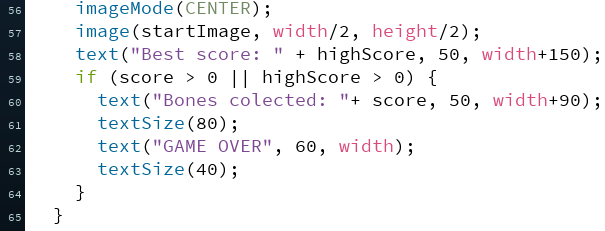 56 imageMode(CENTER);
57 image(startImage, width/2, height/2);
58 text("Best score: " + highScore, 50, width+150);
59 if (score > 0 || highScore > 0) {
60 text("Bones colected: "+ score, 50, width+90);
61 textSize(80);
62 text("GAME OVER", 60, width);
63 textSize(40);
64 }
65 }